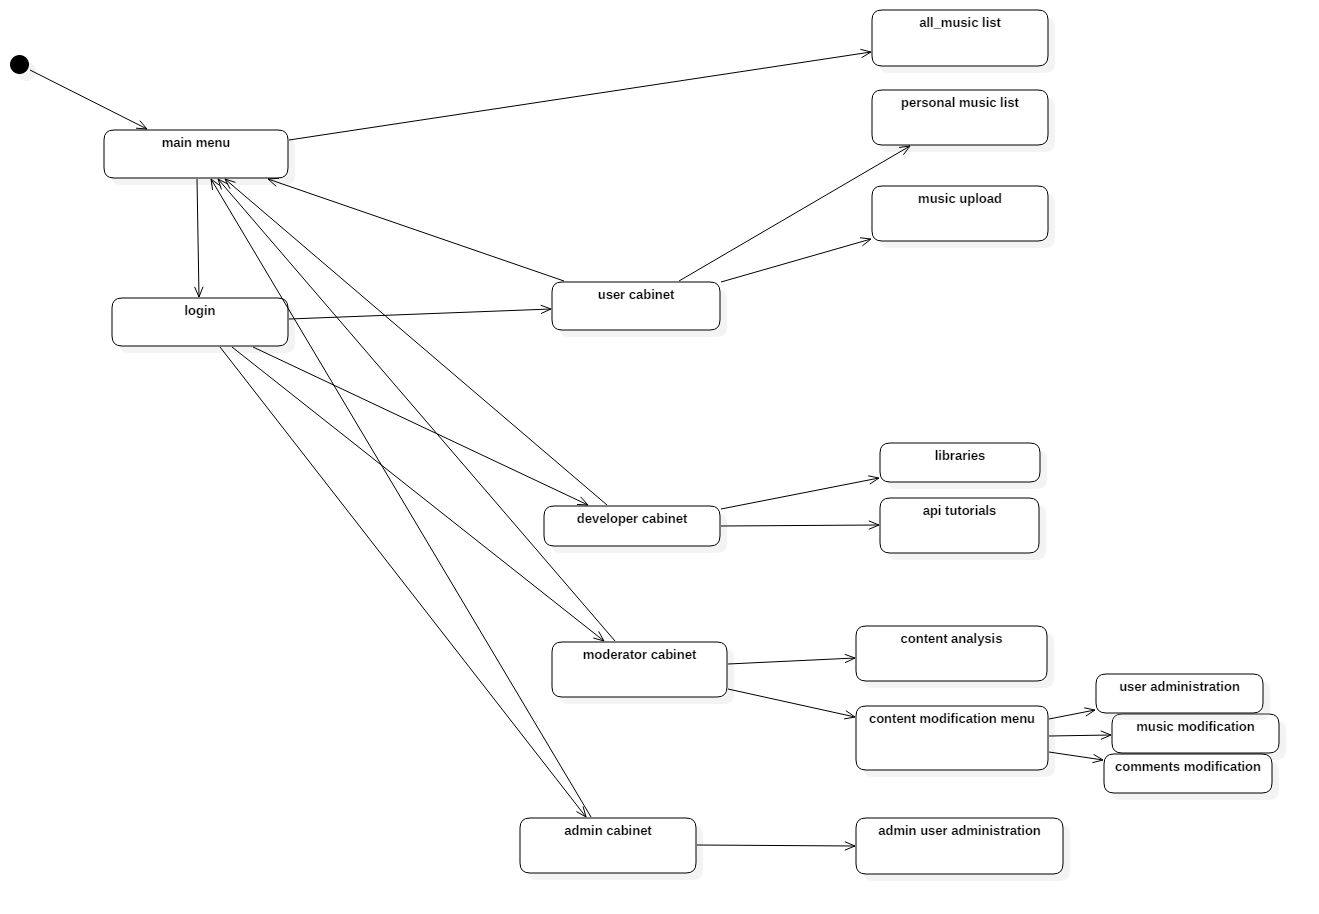 all_music list
personal music list
main menu
music upload
user cabinet
login
libraries
api tutorials
developer cabinet
content analysis
moderator cabinet
user administration
content modification menu
music modification
comments modification
admin cabinet
admin user administration